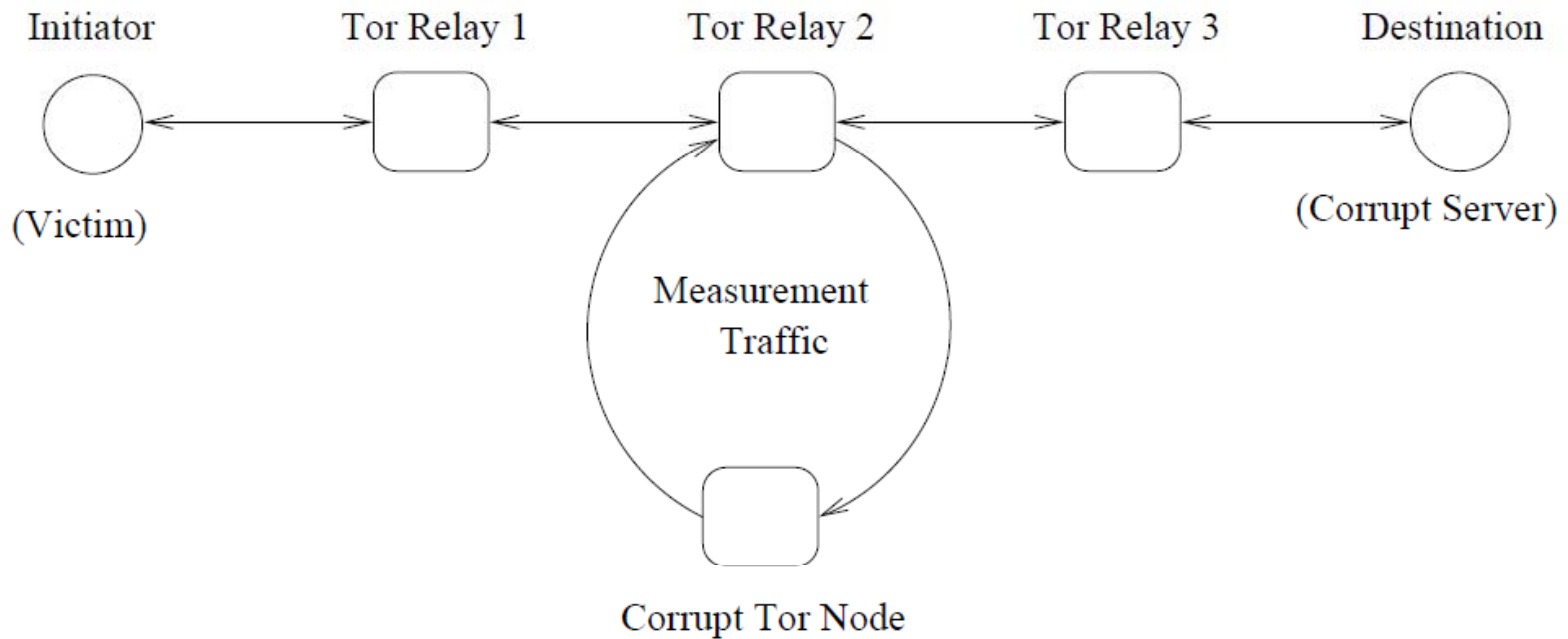 Initiator
Tor Relay 1
Tor Relay 2
Tor Relay 3
Destination
(Victim)
(Corrupt Server)
Measurement
Traffic
Corrupt Tor Node